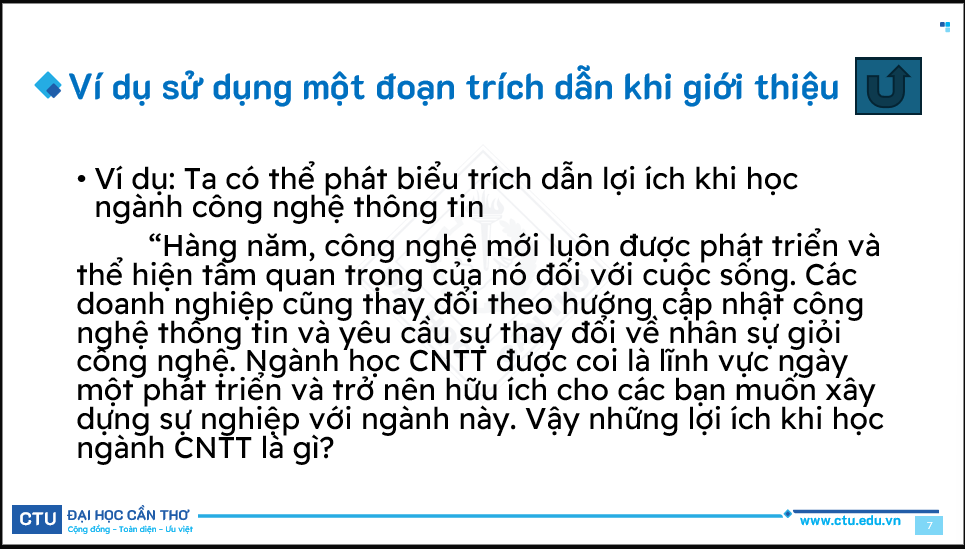 Ví dụ sử dụng một đoạn trích dẫn khi giới thiệu
• Ví dụ: Ta có thể phát biểu trích dẫn lợi ích khi học
ngành công nghệ thông tin
“Hàng năm, công nghệ mới luôn được phát triển và
thể hiện tầm quan trọng của nó đối với cuộc sống. Các
doanh nghiệp cũng thay đổi theo hướng cập nhật công
nghệ thông tin và yêu cầu sự thay đổi về nhân sự giỏi
công nghệ. Ngành học CNTT được coi là lĩnh vực ngày
một phát triển và trở nên hữu ích cho các bạn muốn xây
dựng sự nghiệp với ngành này. Vậy những lợi ích khi học
ngành CNTT là gì?
CTU ĐẠI HỌC CẦN THƠ
Cộng đồng - Toàn diện - Ưu việt
www.ctu.edu.vn 7